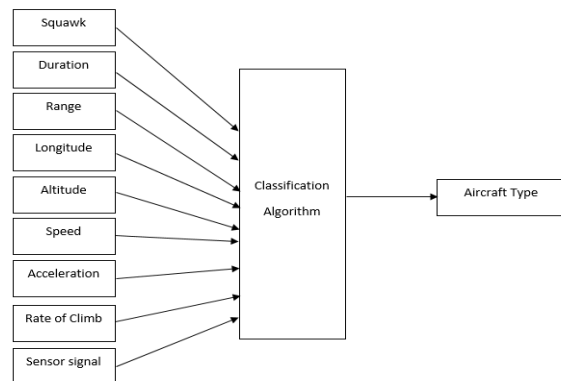 Squawk
Duration
Range
Longitude
Altitude
Speed
Acceleration
Rate of Climb
Sensor signal
Classification
Algorithm
Aircraft Type